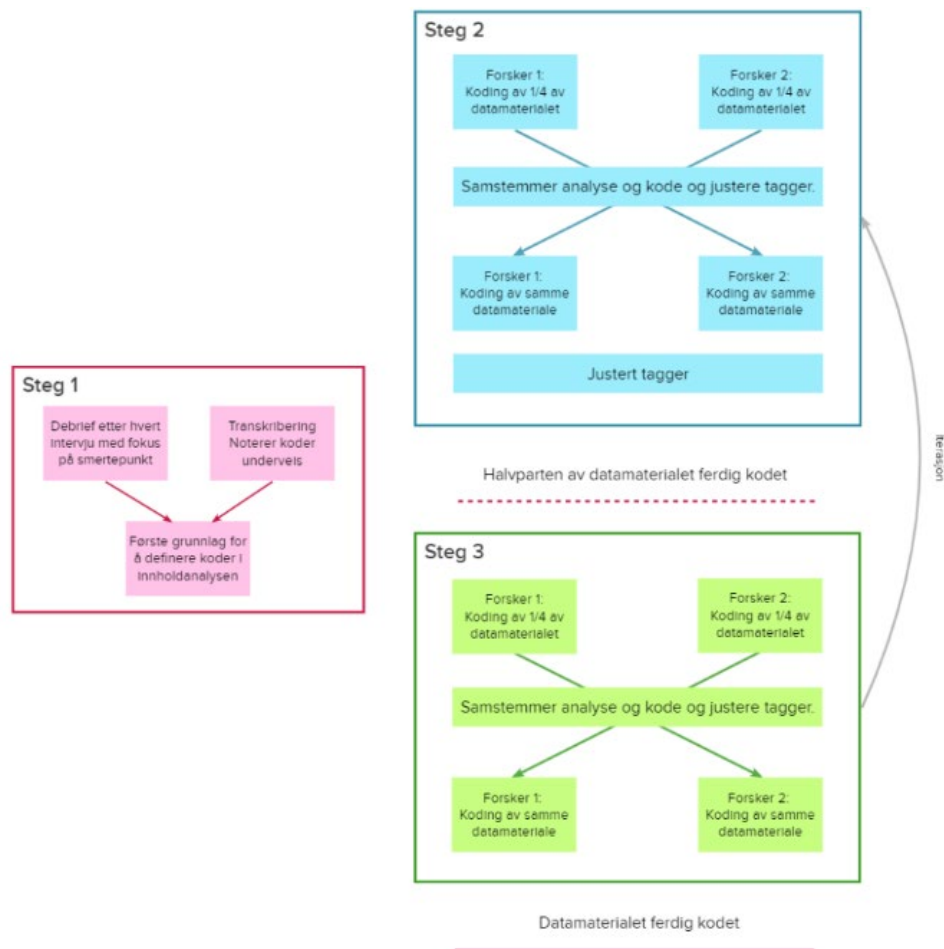 Steg 1
Debrief etter hvert
intervju med fokus
på smertepunkt
Transkribering
Noterer koder
underveis
Første grunnlag for
å definere koder i
innholdanalysen
Steg 2
Forsker 1:
Koding av 1/4 av
datamaterialet
Forsker 2:
Koding av 1/4 av
datamaterialet
Samstemmer analyse og kode og justere tagger.
Forsker 1:
Koding av samme
datamateriale
Forsker 2:
Koding av samme
datamateriale
Justert tagger
Halvparten av datamaterialet ferdig kodet
Steg 3
Forsker 1:
Koding av 1/4 av
datamaterialet
Forsker 2:
Koding av 1/4 av
datamaterialet
Samstemmer analyse og kode og justere tagger.
Forsker 1:
Koding av samme
datamateriale
Forsker 2:
Koding av samme
datamateriale
Datamaterialet ferdig kodet
Iterasjon